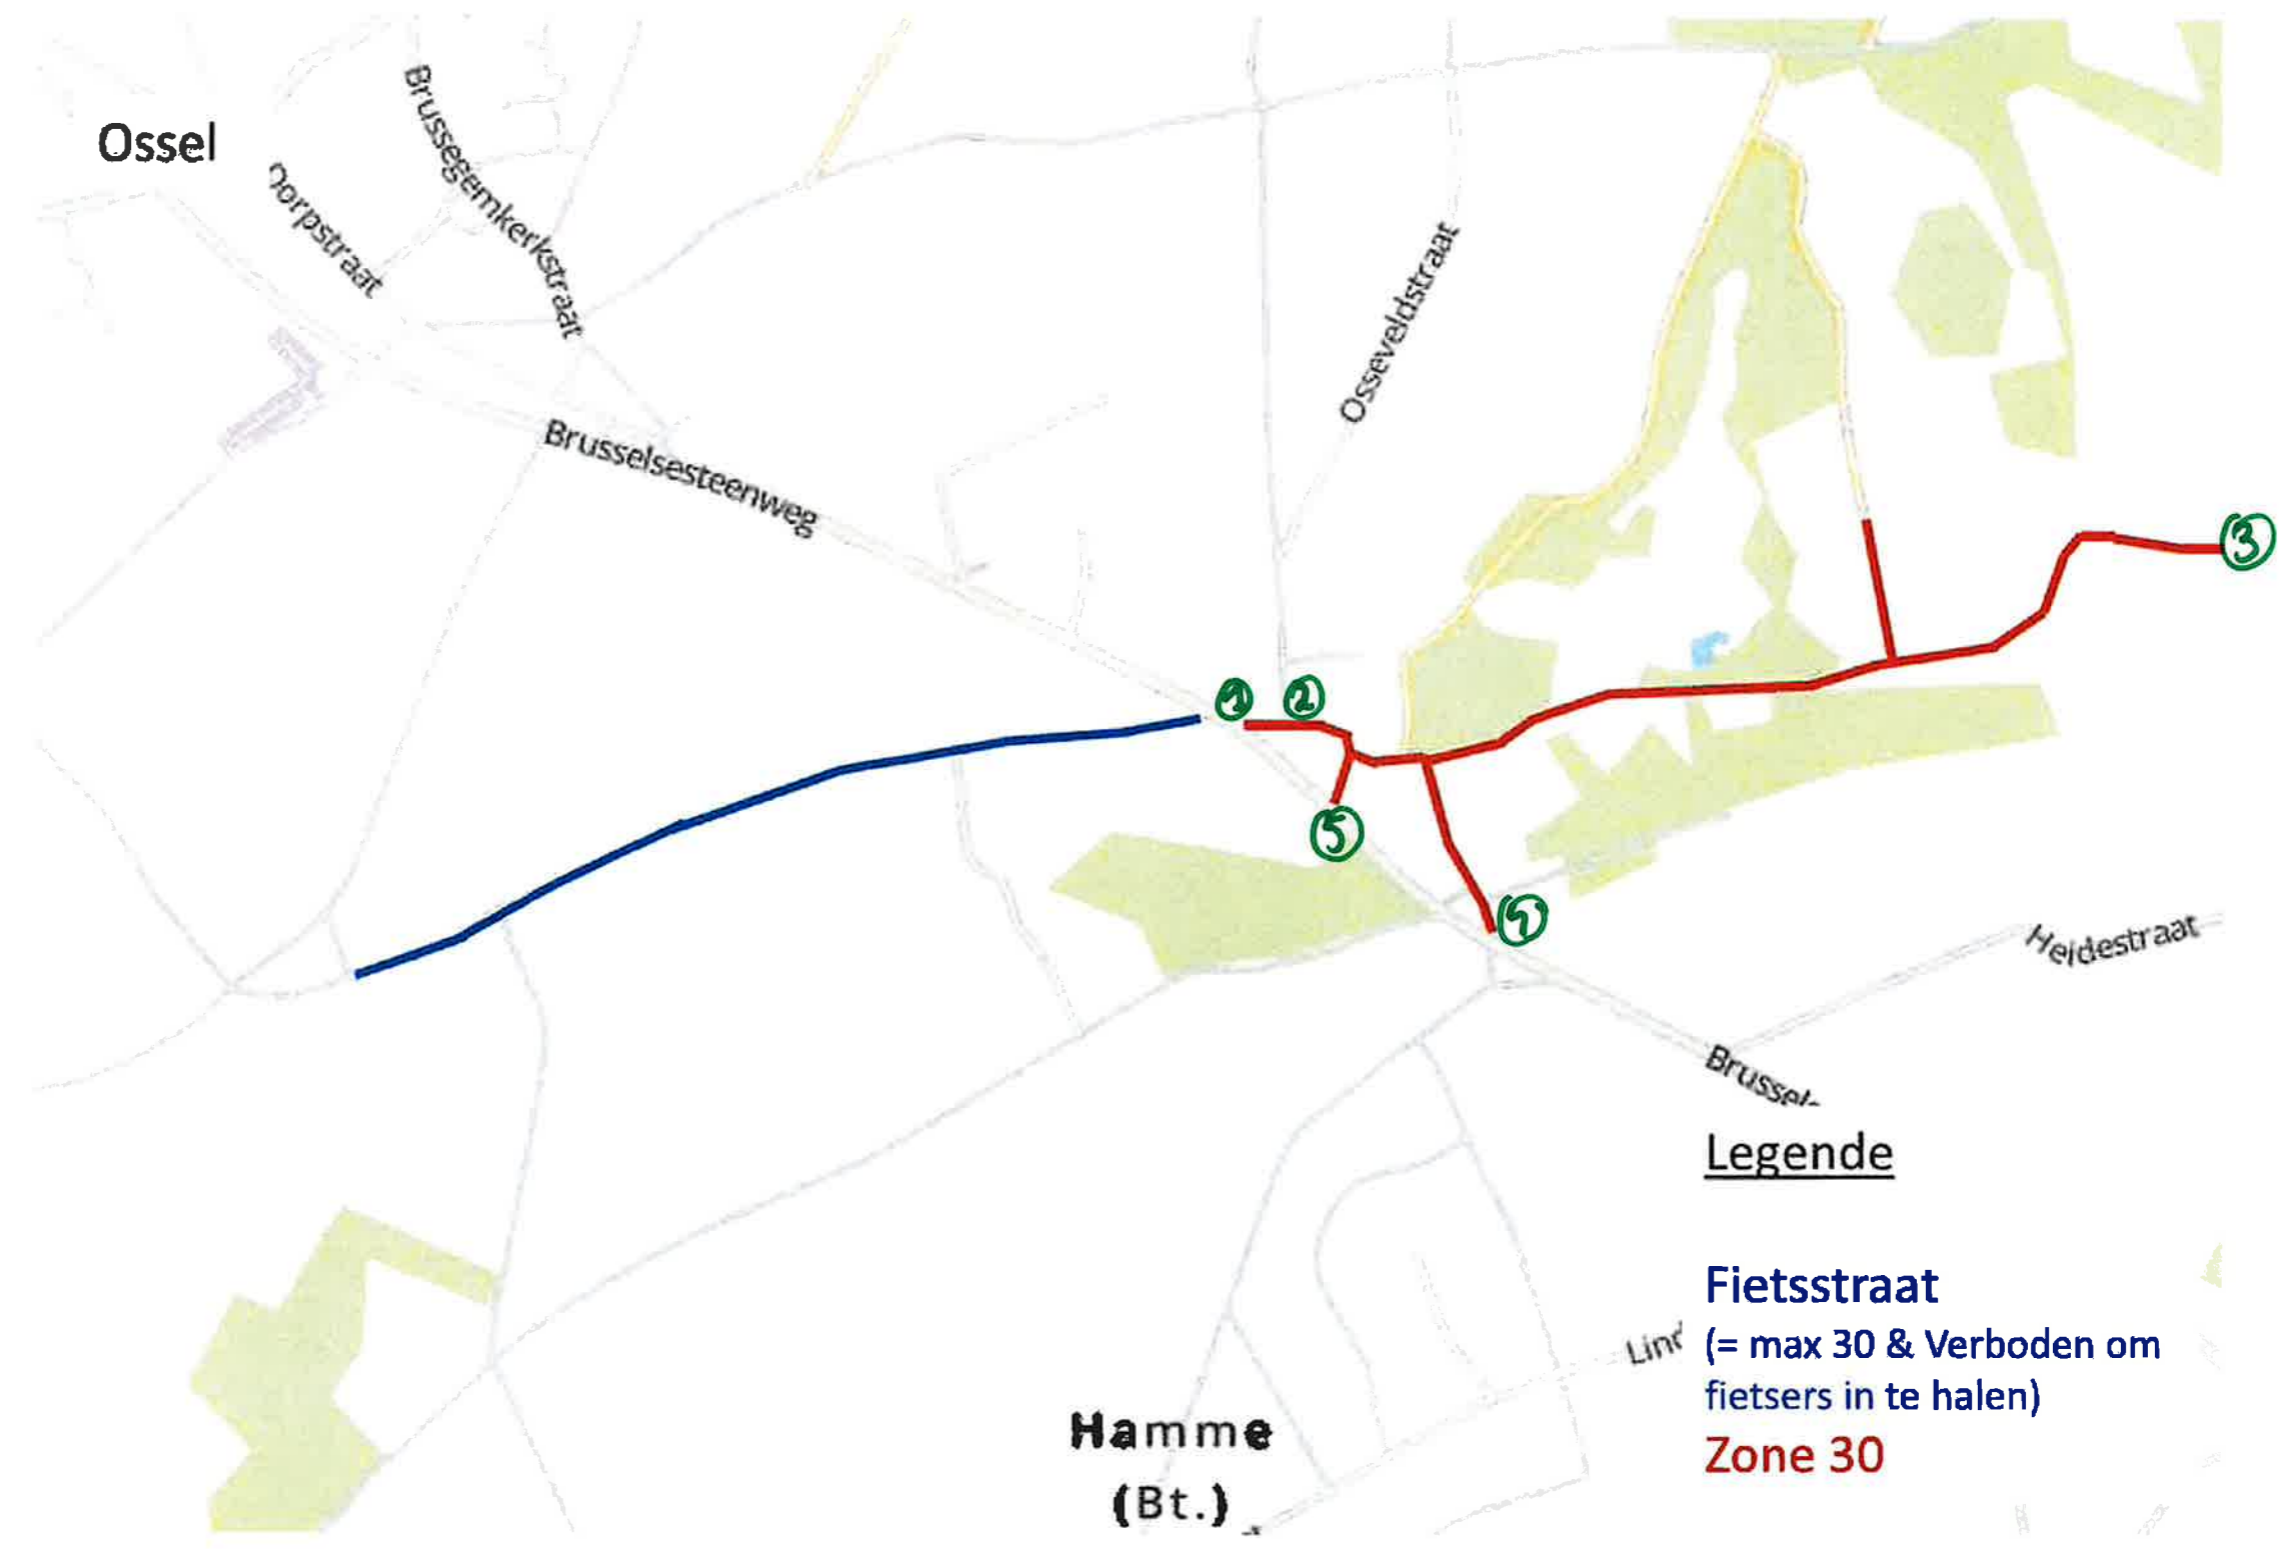 Ossel
Brussegemkerkstraat
orpstraat
Brusselsesteenweg
Osseveldstraat
3
1
2
5
4
Heidestraat
Brussel-
Legende
Fietsstraat
(= max 30 & Verboden om
fietsers in te halen)
Zone 30
Hamme
(Bt.)